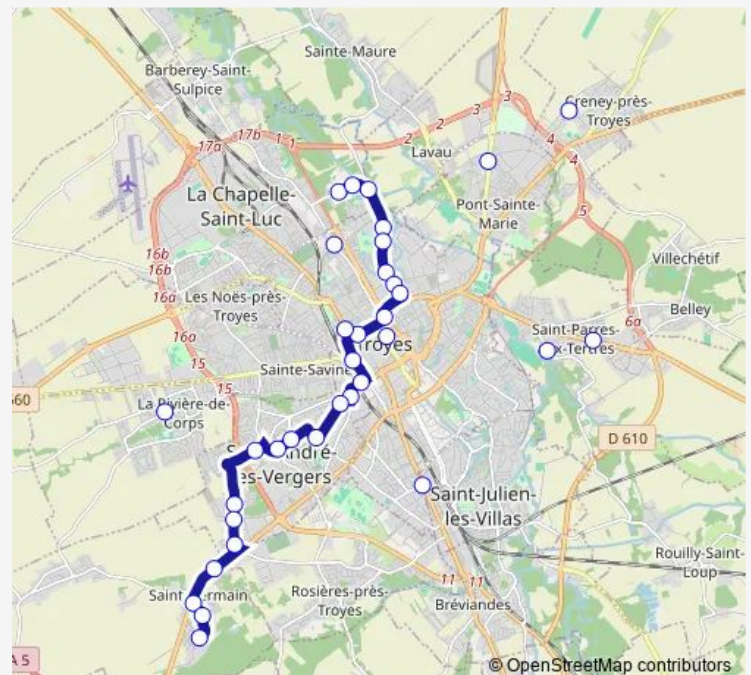 Sainte-Maure
Barberey-Saint-
Sulpice
Creney-près-
Troyes
3
3
2
2
4
4
17b
1
1
17a
Lavau
La Chapelle-
Saint-Luc
Pont-Sainte-
Marie
5
16b
16b
16a
16a
Villechétif
Les Noës-près-
Troyes
Belley
6a
15
15
Saint-Parres-
aux-Tertres
Troyes
Sainte-Savine
60
La Rivière-de-
Corps
D 610
Saint-André-
les-Vergers
Saint-Julien-
les Villas
Rouilly-Saint-
Loup
11
11
Saint-Germain
Rosières-près-
Troyes
Bréviandes
A 5
© OpenStreetMap contributors